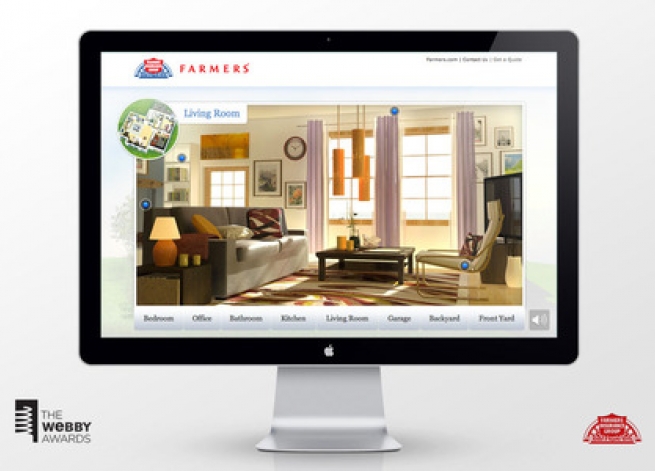 FARMERS
Farmers.com | Contact Us | Get a Quote
Living Room
Bedroom Office Bathroom Kitchen Living Room Garage Backyard Front Yard
THE
WEBBY
AWARDS
FARMERS
INSURANCE
GROUP